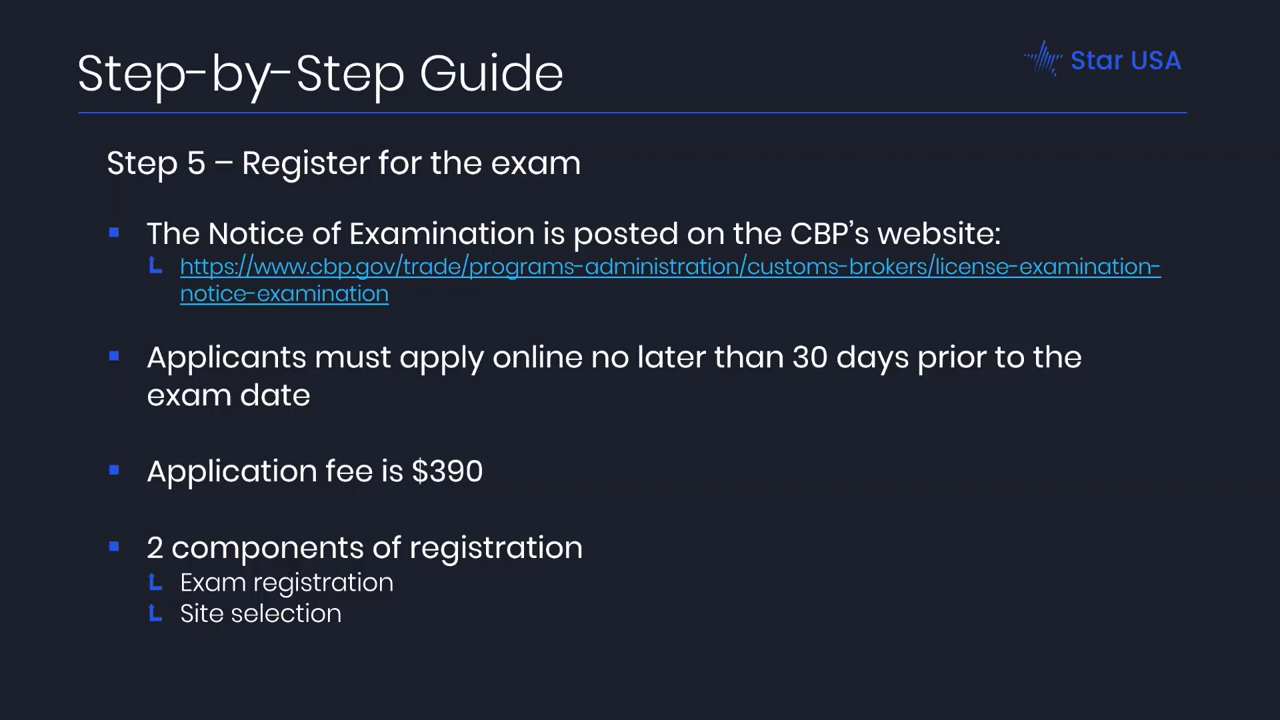 Step-by-Step Guide
Star USA
Step 5 – Register for the exam
The Notice of Examination is posted on the CBP's website:
https://www.cbp.gov/trade/programs-administration/customs-brokers/license-examination-
notice-examination
Applicants must apply online no later than 30 days prior to the
exam date
Application fee is $390
2 components of registration
Exam registration
Site selection